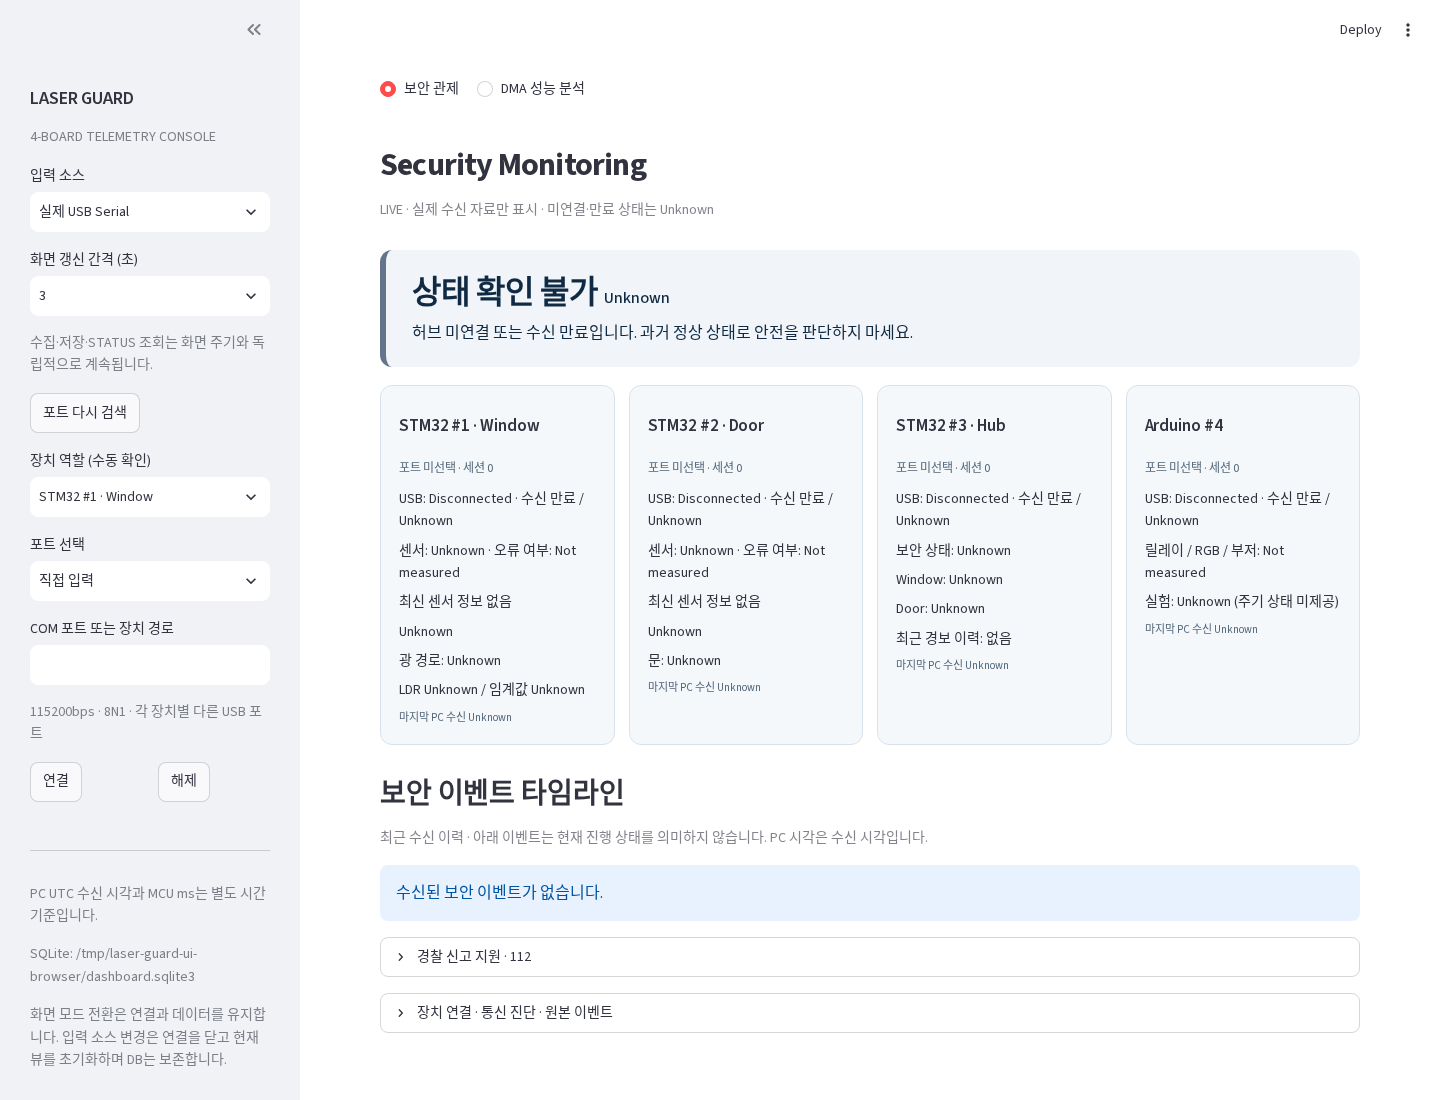 LASER GUARD
4-BOARD TELEMETRY CONSOLE
입력 소스
실제 USB Serial
화면 갱신 간격 (초)
3
수집·저장·STATUS 조회는 화면 주기와 독
립적으로 계속됩니다.
포트 다시 검색
장치 역할 (수동 확인)
STM32 #1 · Window
포트 선택
직접 입력
COM 포트 또는 장치 경로
115200bps · 8N1 · 각 장치별 다른 USB 포
트
연결
해제
PC UTC 수신 시각과 MCU ms는 별도 시간
기준입니다.
SQLite: /tmp/laser-guard-ui-
browser/dashboard.sqlite3
화면 모드 전환은 연결과 데이터를 유지합
니다. 입력 소스 변경은 연결을 닫고 현재
뷰를 초기화하며 DB는 보존합니다.
Deploy
보안 관제
DMA 성능 분석
Security Monitoring
LIVE · 실제 수신 자료만 표시 · 미연결·만료 상태는 Unknown
상태 확인 불가 Unknown
허브 미연결 또는 수신 만료입니다. 과거 정상 상태로 안전을 판단하지 마세요.
STM32 #1 · Window
포트 미선택 · 세션 0
USB: Disconnected · 수신 만료 /
Unknown
센서: Unknown · 오류 여부: Not
measured
최신 센서 정보 없음
Unknown
광 경로: Unknown
LDR Unknown / 임계값 Unknown
마지막 PC 수신 Unknown
STM32 #2 · Door
포트 미선택 · 세션 0
USB: Disconnected · 수신 만료 /
Unknown
센서: Unknown · 오류 여부: Not
measured
최신 센서 정보 없음
Unknown
문: Unknown
마지막 PC 수신 Unknown
STM32 #3 · Hub
포트 미선택 · 세션 0
USB: Disconnected · 수신 만료 /
Unknown
보안 상태: Unknown
Window: Unknown
Door: Unknown
최근 경보 이력: 없음
마지막 PC 수신 Unknown
Arduino #4
포트 미선택 · 세션 0
USB: Disconnected · 수신 만료 /
Unknown
릴레이 / RGB / 부저: Not
measured
실험: Unknown (주기 상태 미제공)
마지막 PC 수신 Unknown
보안 이벤트 타임라인
최근 수신 이력 · 아래 이벤트는 현재 진행 상태를 의미하지 않습니다. PC 시각은 수신 시각입니다.
수신된 보안 이벤트가 없습니다.
경찰 신고 지원 · 112
장치 연결 · 통신 진단 · 원본 이벤트